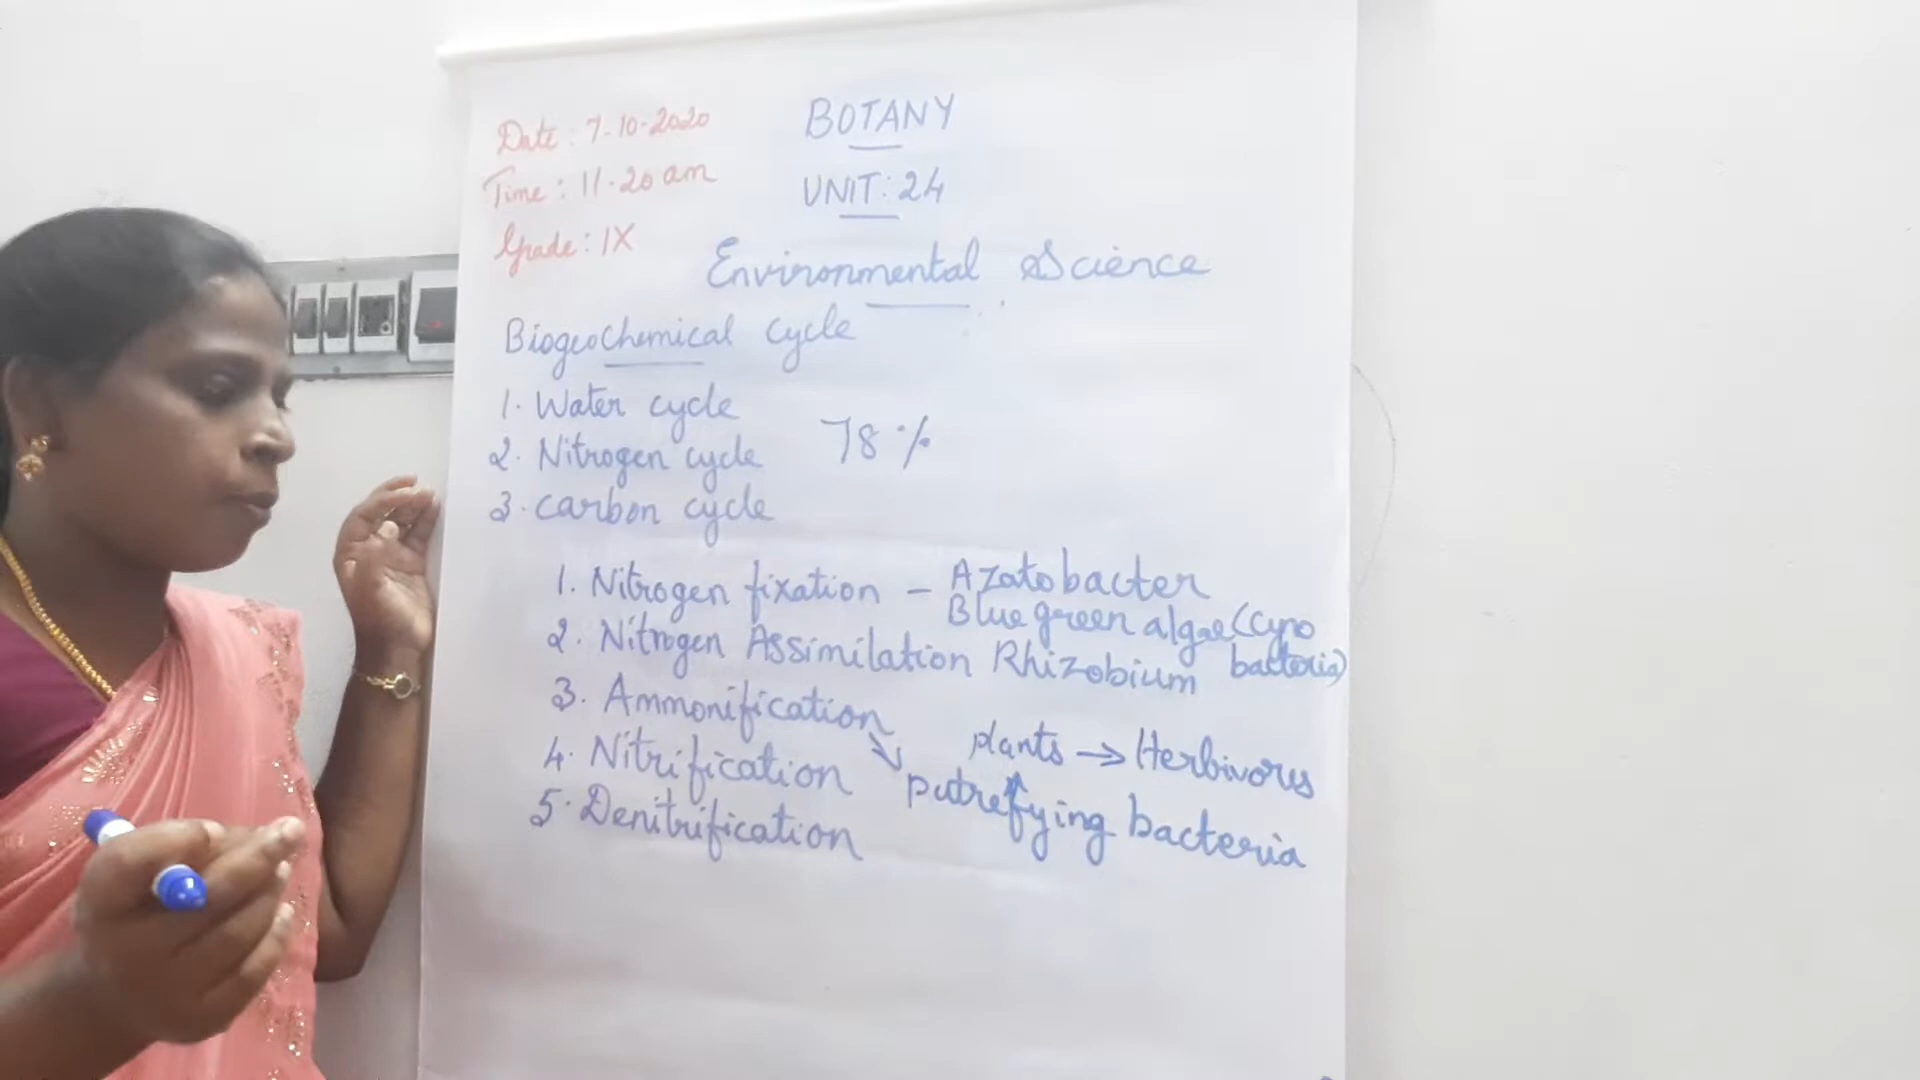 Date : 7-10-2020
Time : 11.20 am
Grade : IX
BOTANY
UNIT: 24
Environmental Science
Biogeochemical cycle
1. Water cycle
2. Nitrogen cycle 78 %
3. carbon cycle
1. Nitrogen fixation – Azotobacter
Blue green algae (cyno
bacteria)
2. Nitrogen Assimilation Rhizobium
3. Ammonification
plants → Herbivores
4. Nitrification
putrefying bacteria
5. Denitrification